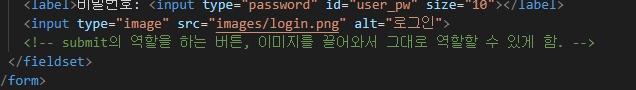 <label>비밀번호: <input type="password" id="user_pw" size="10"></label>
<input type="image" src="images/login.png" alt="로그인">
<!-- submit의 역할을 하는 버튼, 이미지를 끌어와서 그대로 역할할 수 있게 함. -->
</fieldset>
/form>